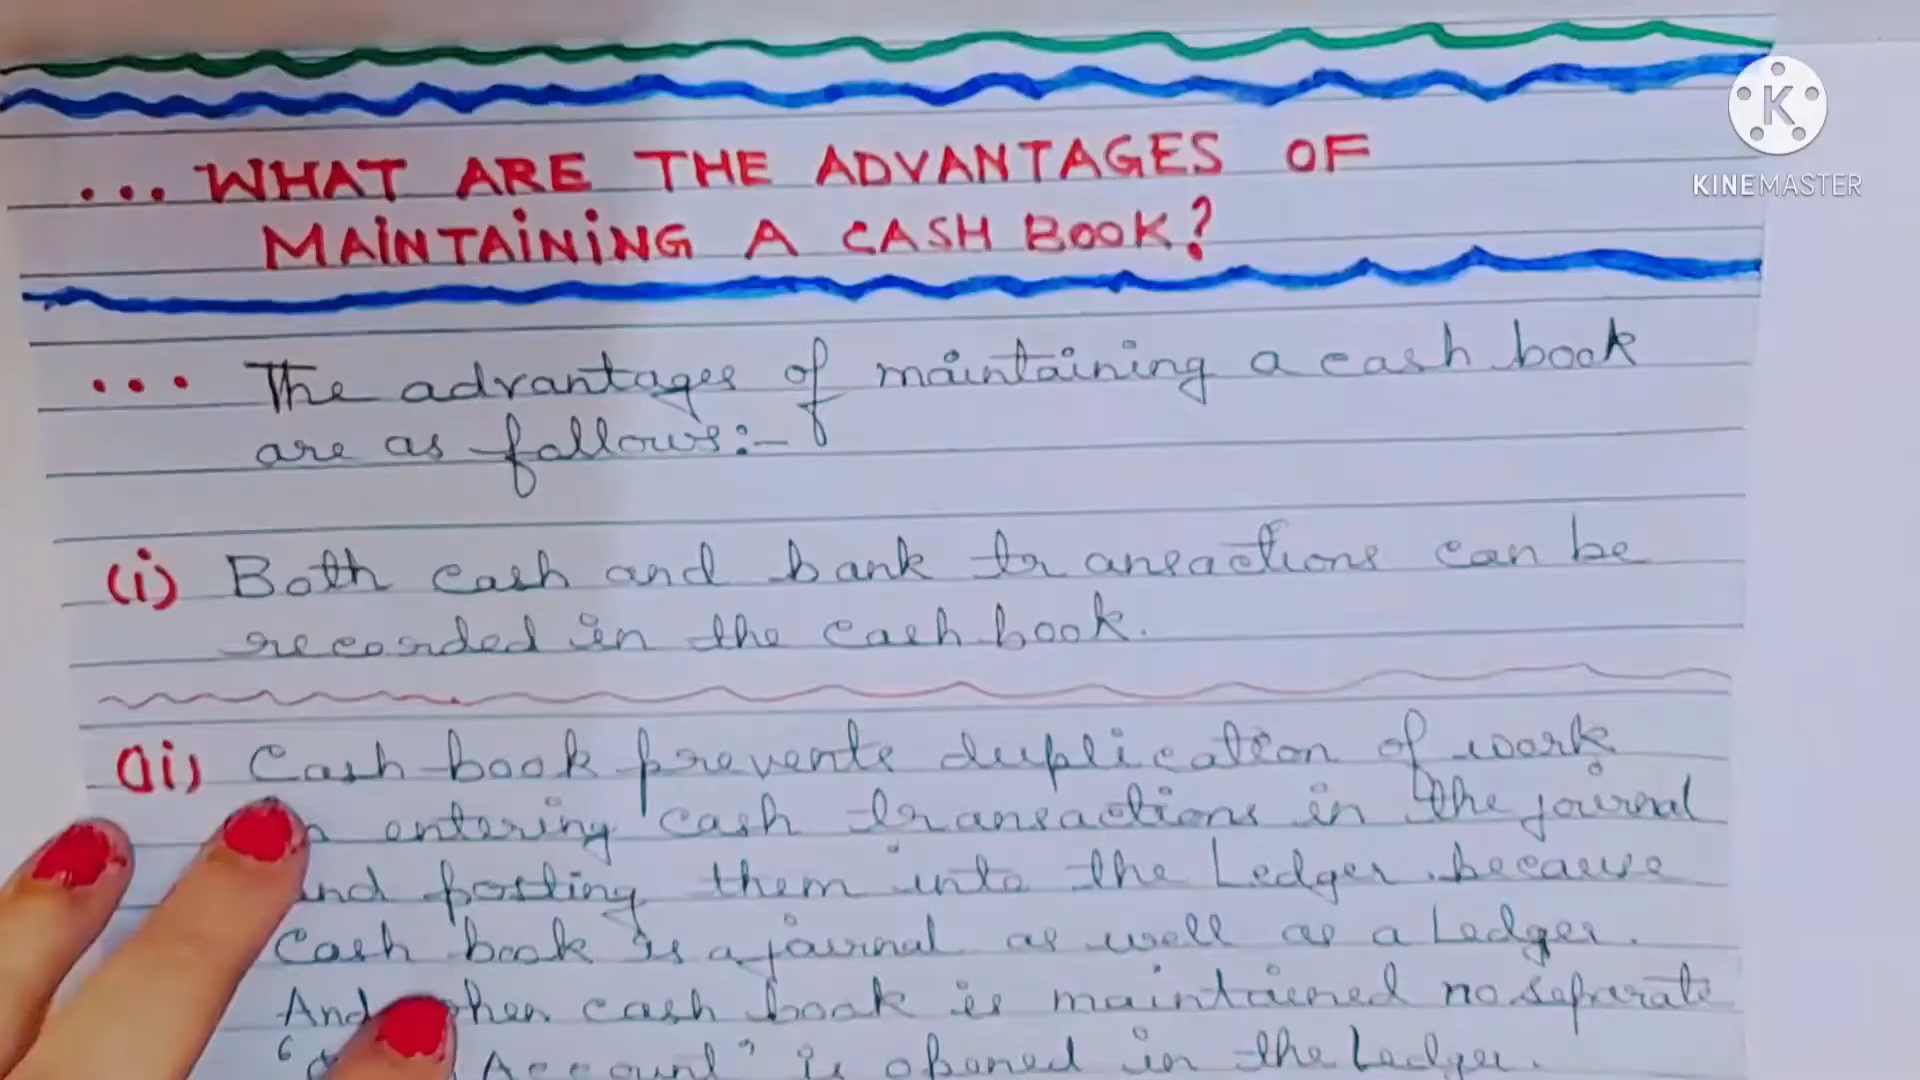 ... WHAT ARE THE ADVANTAGES OF
MAINTAINING A CASH BOOK?
K
KINEMASTER
... The advantages of maintaining a cash book
are as follows:-
(i) Both cash and bank transactions can be
recorded in the cash book.
(ii) Cash book prevents duplication of work
entering cash transactions in the journal
and posting them into the Ledger because
Cash book is a journal as well as a Ledger.
And when cash book is maintained no separate
Account" is opened in the Ledger.